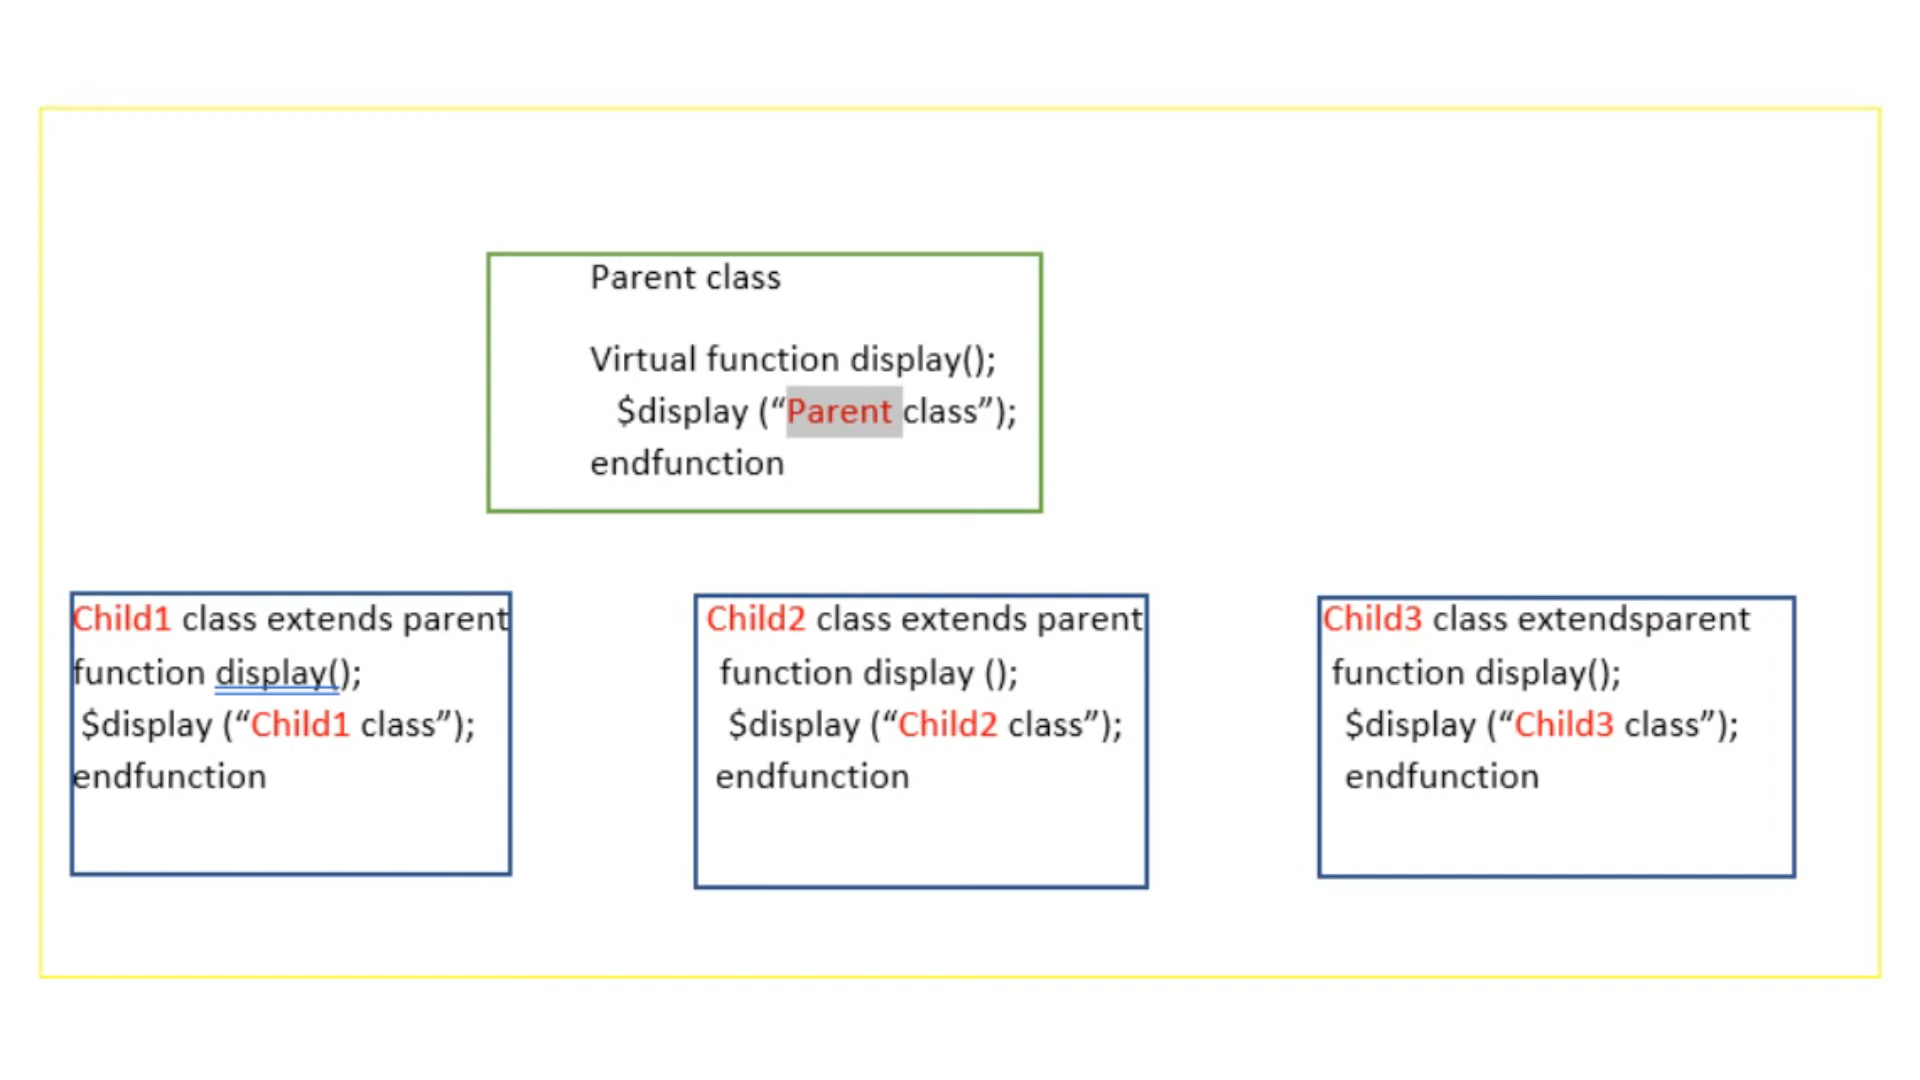 Parent class
Virtual function display();
$display (“Parent class”);
endfunction
Child1 class extends parent
function display();
$display (“Child1 class”);
endfunction
Child2 class extends parent
function display ();
$display (“Child2 class”);
endfunction
Child3 class extendsparent
function display();
$display (“Child3 class”);
endfunction